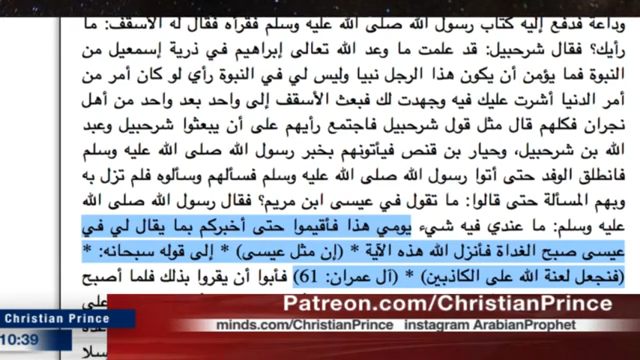 وداعة فدفع إليه كتاب رسول الله صلى الله عليه وسلم فقرأه فقال له الأسقف: ما
رأيك؟ فقال شرحبيل: قد علمت ما وعد الله تعالى إبراهيم في ذرية إسمعيل من
النبوة فما يؤمن أن يكون هذا الرجل نبيا وليس لي في النبوة رأي لو كان أمر من
أمر الدنيا أشرت عليك فيه وجهدت لك فبعث الأسقف إلى واحد بعد واحد من أهل
نجران فكلهم قال مثل قول شرحبيل فاجتمع رأيهم على أن يبعثوا شرحبيل وعبد
الله بن شرحبيل، وحيار بن قنص فيأتونهم بخبر رسول الله صلى الله عليه وسلم
فانطلق الوفد حتى أتوا رسول الله صلى الله عليه وسلم فسألهم وسألوه فلم تزل به
وبهم المسألة حتى قالوا: ما تقول في عيسى ابن مريم؟ فقال رسول الله صلى الله
عليه وسلم: ما عندي فيه شيء يومي هذا فأقيموا حتى أخبركم بما يقال لي في
عيسى صبح الغداة فأنزل الله هذه الآية * (إن مثل عيسى) * إلى قوله سبحانه: *
(فنجعل لعنة الله على الكاذبين) * (آل عمران: 61) فأبوا أن يقروا بذلك فلما أصبح
على
Patreon.com/ChristianPrince
Christian Prince
minds.com/ChristianPrince instagram ArabianProphet
10:39